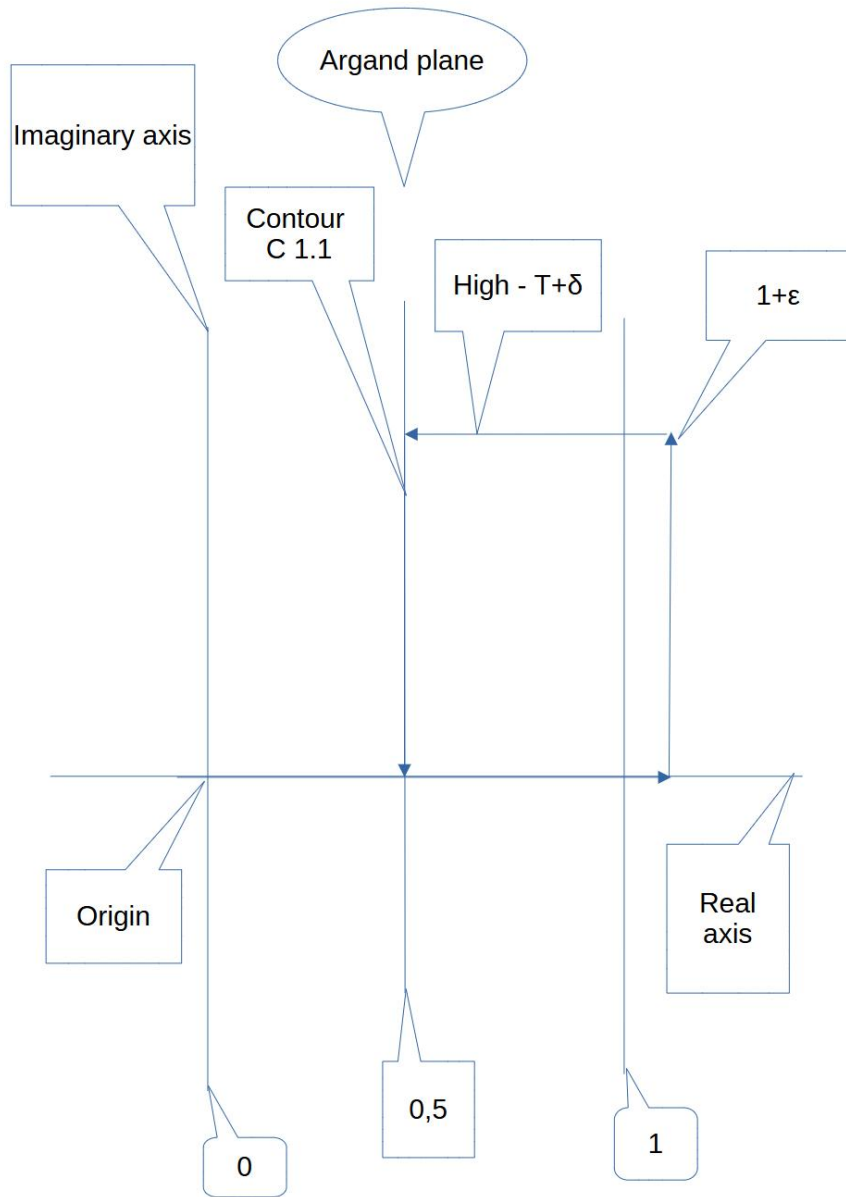 Argand plane
Imaginary axis
Contour
C 1.1
High - T+δ
1+ε
Origin
Real
axis
0,5
0
1